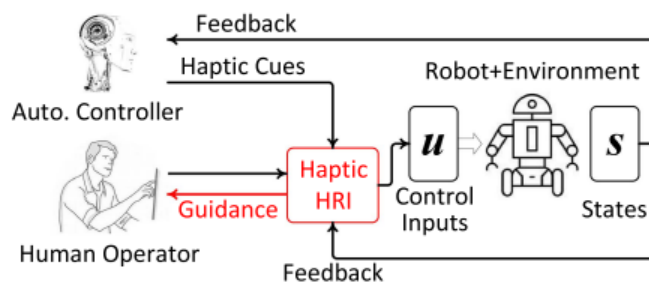 Feedback
Haptic Cues
Auto. Controller
Robot+Environment
Haptic
HRI
u
s
Guidance
Control
Inputs
States
Human Operator
Feedback